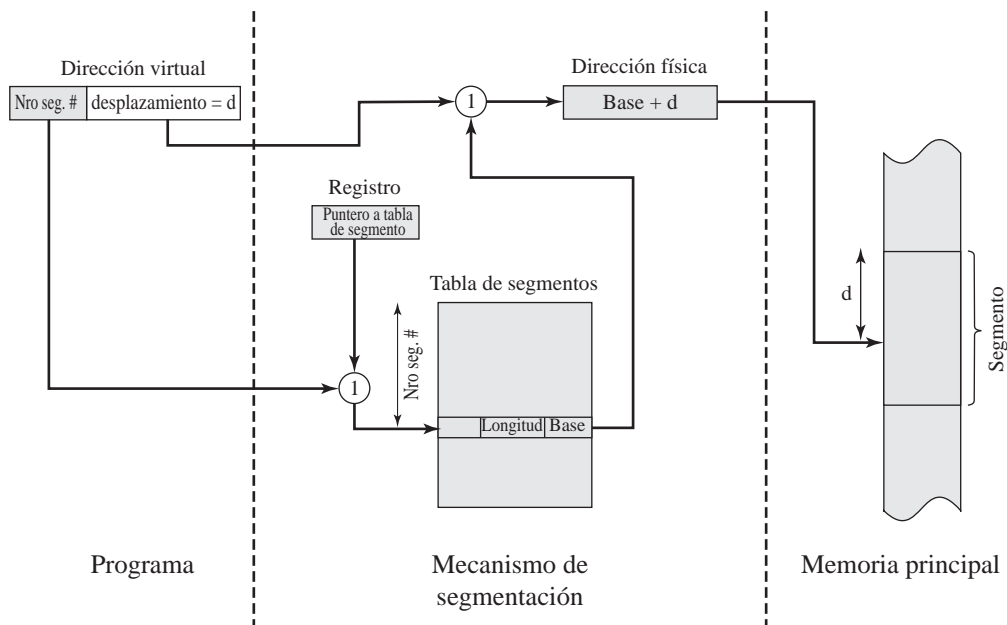 Dirección virtual
Nro seg. #
desplazamiento = d
1
Dirección física
Base + d
Registro
Puntero a tabla
de segmento
Tabla de segmentos
Nro seg. #
1
Longitud
Base
d
Segmento
Programa
Mecanismo de
segmentación
Memoria principal